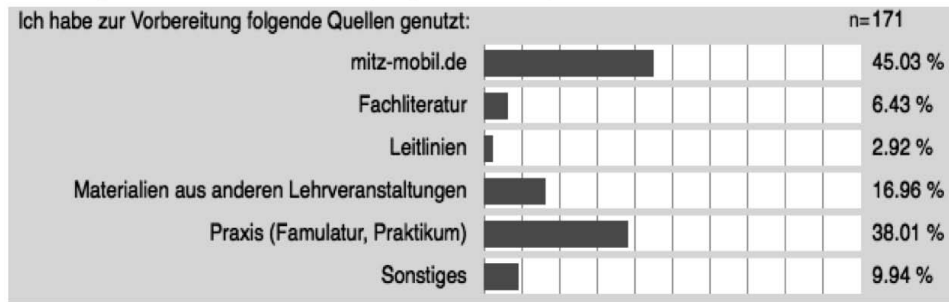 Ich habe zur Vorbereitung folgende Quellen genutzt: n=171
mitz-mobil.de 45.03 %
Fachliteratur 6.43 %
Leitlinien 2.92 %
Materialien aus anderen Lehrveranstaltungen 16.96 %
Praxis (Famulatur, Praktikum) 38.01 %
Sonstiges 9.94 %